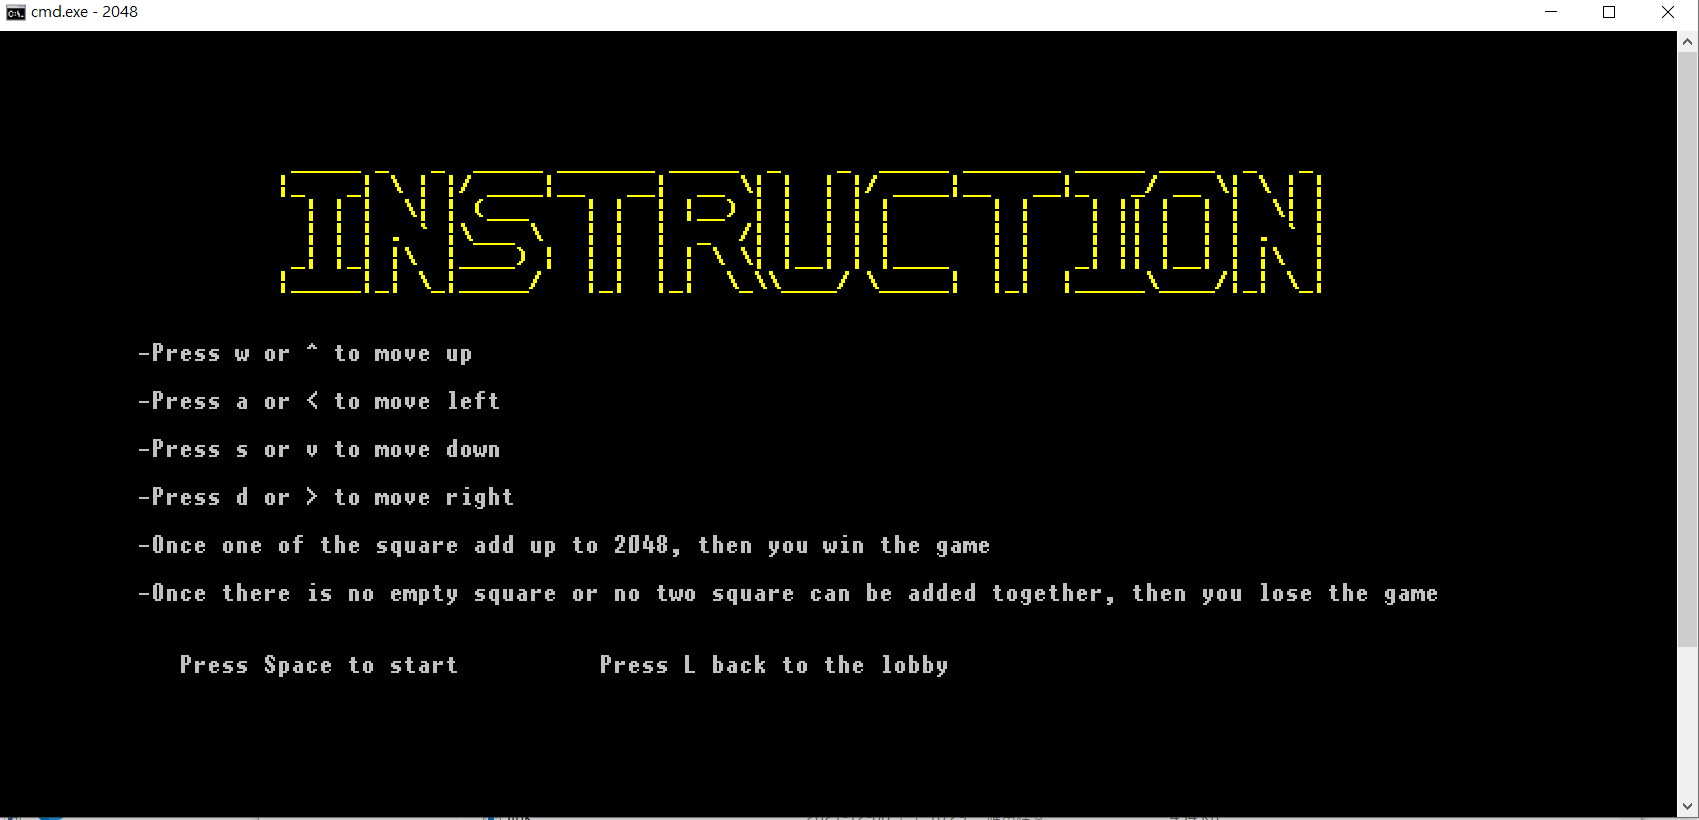 cmd.exe - 2048
INSTRUCTION
-Press w or ^ to move up
-Press a or < to move left
-Press s or v to move down
-Press d or > to move right
-Once one of the square add up to 2048, then you win the game
-Once there is no empty square or no two square can be added together, then you lose the game
Press Space to start Press L back to the lobby